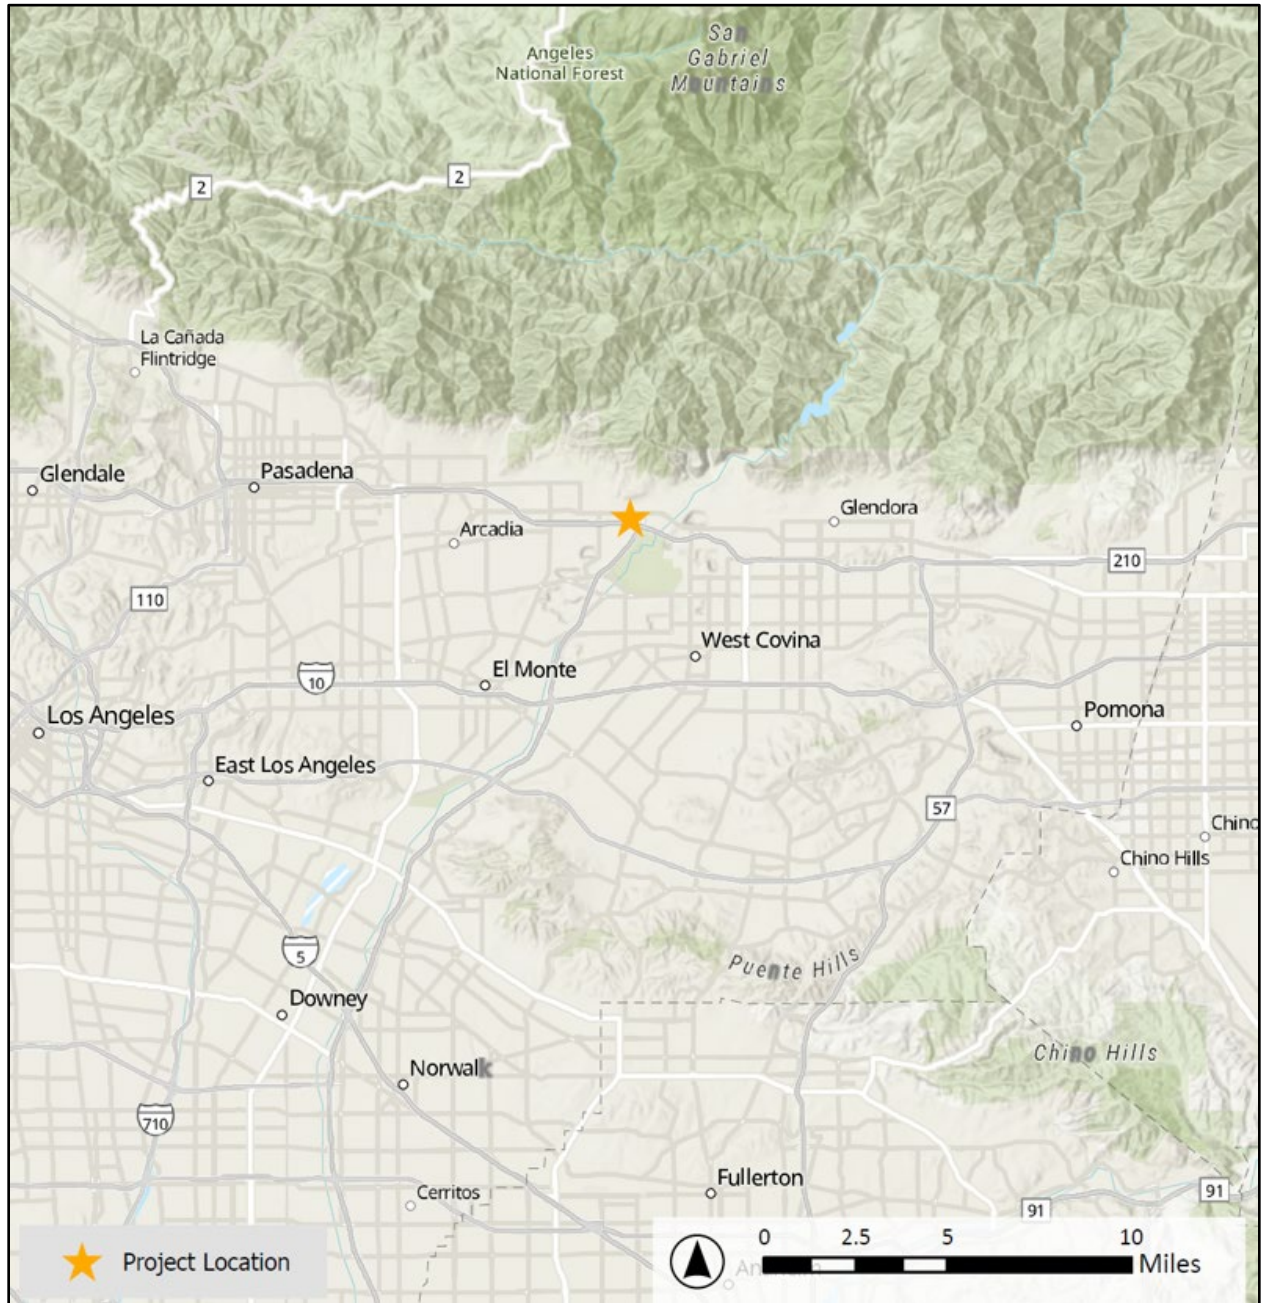 San
Gabriel
Mountains
Angeles
National Forest
2
2
La Cañada
Flintridge
Glendale
Pasadena
Arcadia
Glendora
210
110
West Covina
El Monte
10
Los Angeles
Pomona
East Los Angeles
57
Chino
Chino Hills
5
Puente Hills
Downey
Chino Hills
Norwalk
710
Fullerton
Cerritos
91
91
Project Location
0 2.5 5 10
Miles
Anaheim